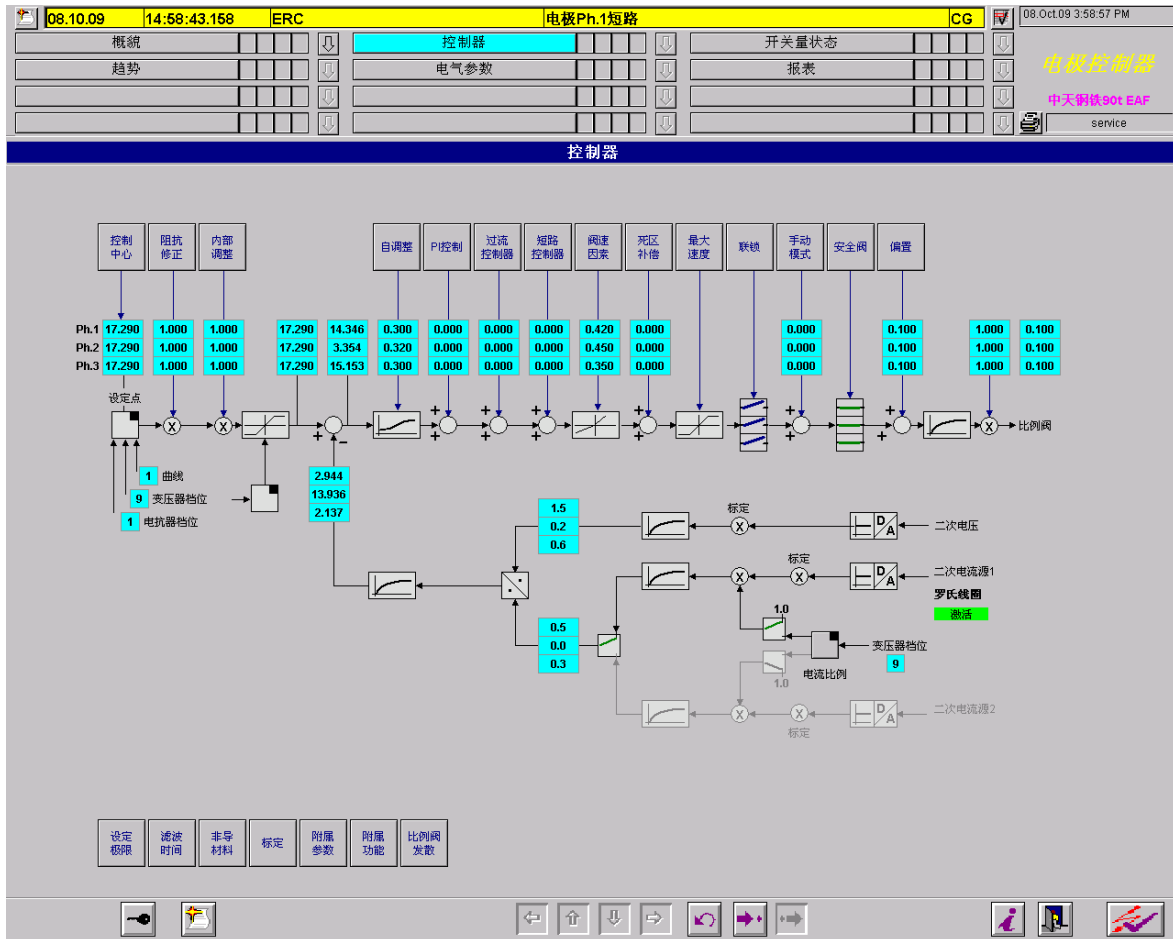 08.10.09 14:58:43.158 ERC 电极Ph.1短路 CG
08.Oct.09 3:58:57 PM
概貌 控制器 开关量状态
趋势 电气参数 报表
电极控制器
中天钢铁90t EAF
service
控制器
控制中心 阻抗修正 内部调整 自调整 PI控制 过流控制器 短路控制器 阀速因素 死区补偿 最大速度 联锁 手动模式 安全阀 偏置
Ph.1 17.290 1.000 1.000 17.290 14.346 0.300 0.000 0.000 0.000 0.420 0.000 0.000 0.100 1.000 0.100
Ph.2 17.290 1.000 1.000 17.290 3.354 0.320 0.000 0.000 0.000 0.450 0.000 0.000 0.100 1.000 0.100
Ph.3 17.290 1.000 1.000 17.290 15.153 0.300 0.000 0.000 0.000 0.350 0.000 0.000 0.100 1.000 0.100
设定点
X X X 比例阀
1 曲线
9 变压器档位
1 电抗器档位
2.944
13.936
2.137
1.5
0.2
0.6
标定
X D/A 二次电压
标定
X X D/A 二次电流源1
罗氏线圈
激活
1.0
0.5
0.0
0.3
变压器档位
9
电流比例
1.0
X X D/A 二次电流源2
标定
设定极限 滤波时间 非导材料 标定 附属参数 附属功能 比例阀发散